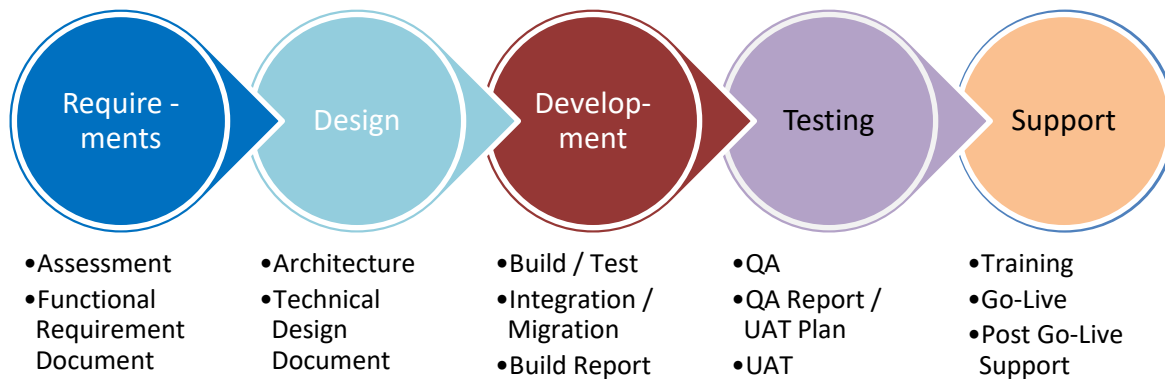 Require -
ments
Design
Develop-
ment
Testing
Support
•Assessment
•Functional
Requirement
Document
•Architecture
•Technical
Design
Document
•Build / Test
•Integration /
Migration
•Build Report
•QA
•QA Report /
UAT Plan
•UAT
•Training
•Go-Live
•Post Go-Live
Support